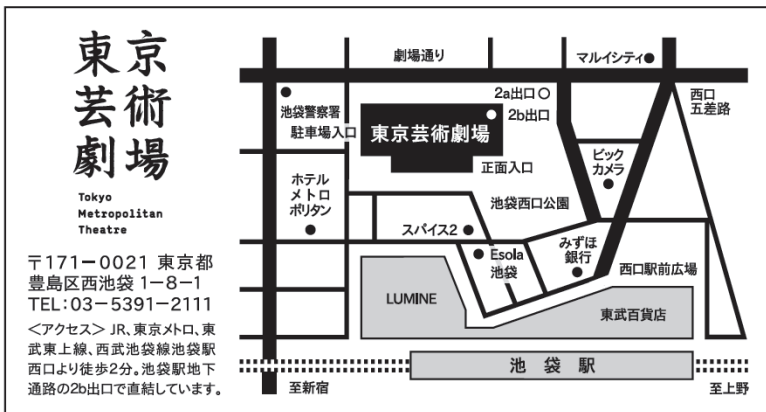 東京
芸術
劇場
Tokyo
Metropolitan
Theatre
〒171-0021 東京都
豊島区西池袋 1-8-1
TEL:03-5391-2111
<アクセス> JR、東京メトロ、東
武東上線、西武池袋線池袋駅
西口より徒歩2分。池袋駅地下
通路の2b出口で直結しています。
劇場通り
マルイシティ
池袋警察署
駐車場入口
東京芸術劇場
2a出口
2b出口
西口
五差路
正面入口
ビック
カメラ
ホテル
メトロ
ポリタン
池袋西口公園
スパイス2
Esola
池袋
みずほ
銀行
西口駅前広場
LUMINE
東武百貨店
池袋駅
至新宿
至上野